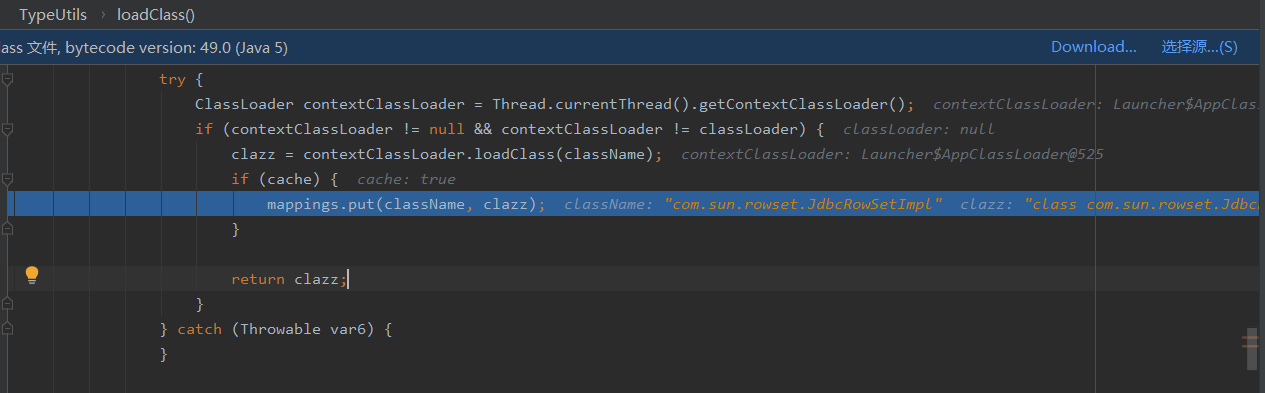 TypeUtils › loadClass()
ass 文件, bytecode version: 49.0 (Java 5) Download... 选择源...(S)
try {
ClassLoader contextClassLoader = Thread.currentThread().getContextClassLoader(); contextClassLoader: Launcher$AppClas
if (contextClassLoader != null && contextClassLoader != classLoader) { classLoader: null
clazz = contextClassLoader.loadClass(className); contextClassLoader: Launcher$AppClassLoader@525
if (cache) { cache: true
mappings.put(className, clazz); className: "com.sun.rowset.JdbcRowSetImpl" clazz: "class com.sun.rowset.Jdbc
}
return clazz;
}
} catch (Throwable var6) {
}